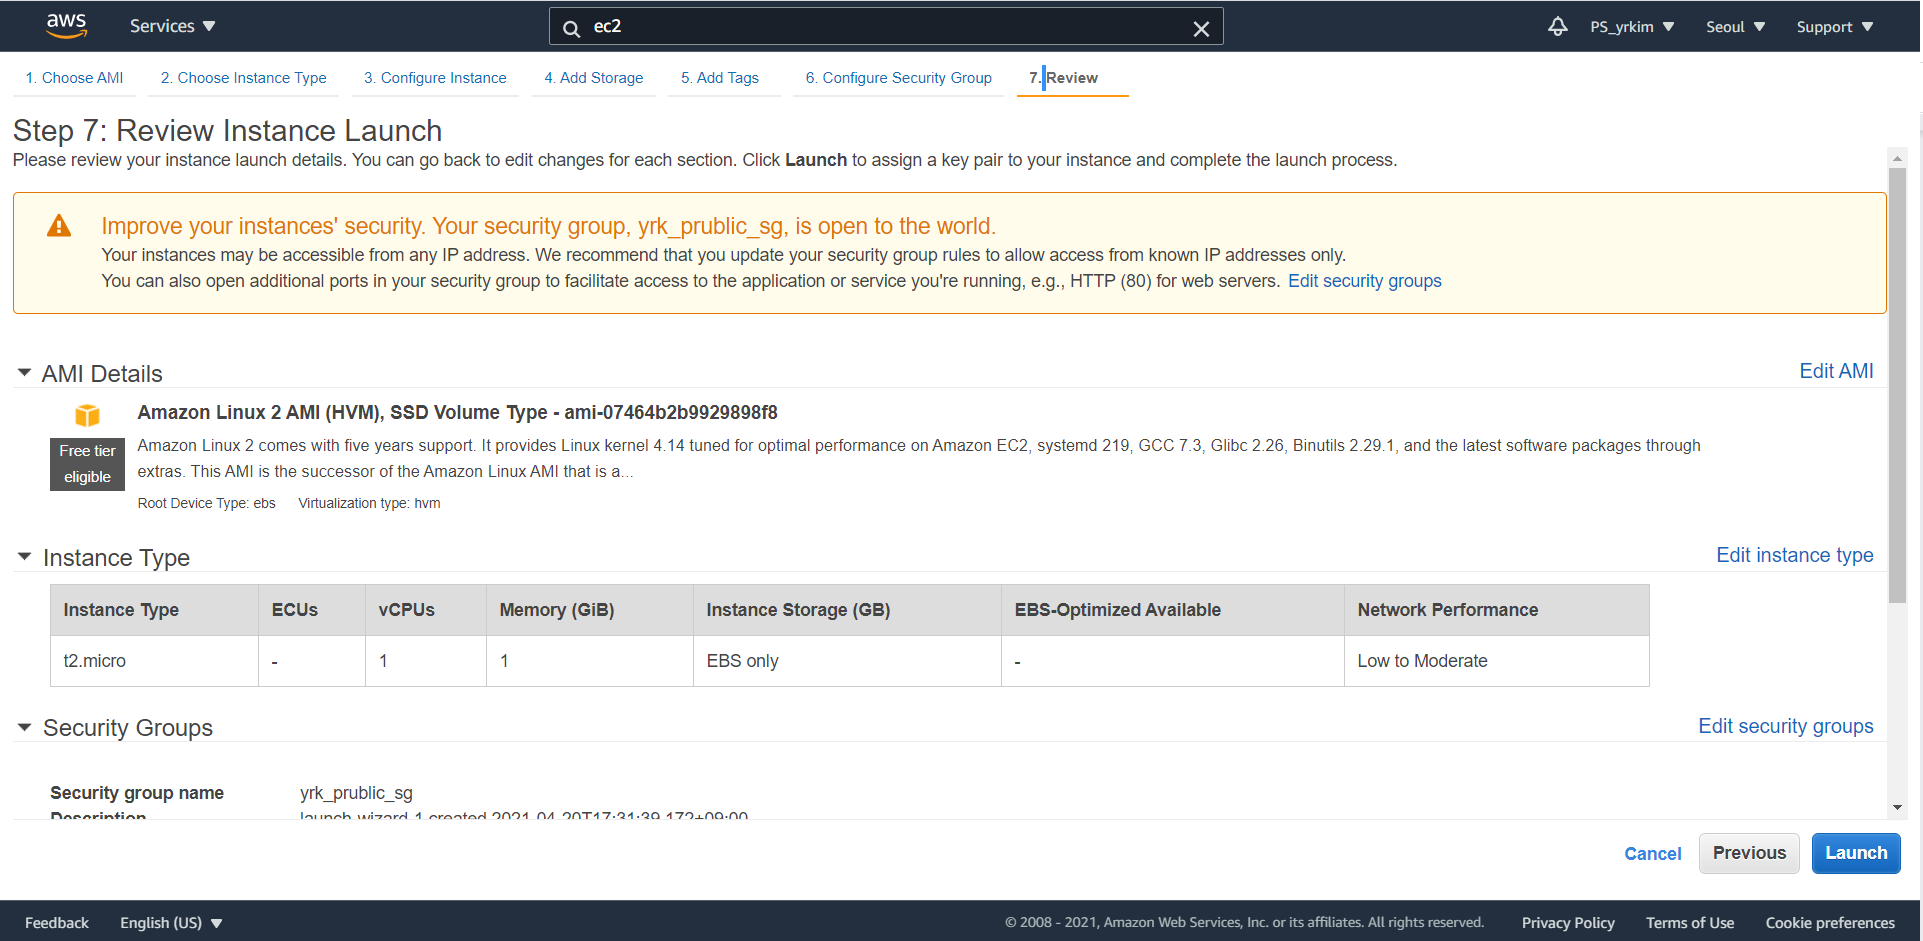 aws Services ec2 PS_yrkim Seoul Support
1. Choose AMI 2. Choose Instance Type 3. Configure Instance 4. Add Storage 5. Add Tags 6. Configure Security Group 7. Review
Step 7: Review Instance Launch
Please review your instance launch details. You can go back to edit changes for each section. Click Launch to assign a key pair to your instance and complete the launch process.
Improve your instances' security. Your security group, yrk_prublic_sg, is open to the world.
Your instances may be accessible from any IP address. We recommend that you update your security group rules to allow access from known IP addresses only.
You can also open additional ports in your security group to facilitate access to the application or service you're running, e.g., HTTP (80) for web servers. Edit security groups
AMI Details Edit AMI
Amazon Linux 2 AMI (HVM), SSD Volume Type - ami-07464b2b9929898f8
Free tier eligible
Amazon Linux 2 comes with five years support. It provides Linux kernel 4.14 tuned for optimal performance on Amazon EC2, systemd 219, GCC 7.3, Glibc 2.26, Binutils 2.29.1, and the latest software packages through
extras. This AMI is the successor of the Amazon Linux AMI that is a...
Root Device Type: ebs Virtualization type: hvm
Instance Type Edit instance type
Instance Type ECUs vCPUs Memory (GiB) Instance Storage (GB) EBS-Optimized Available Network Performance
t2.micro - 1 1 EBS only - Low to Moderate
Security Groups Edit security groups
Security group name yrk_prublic_sg
Description launch-wizard-1 created 2021-04-20T17:31:39.172+09:00
Cancel Previous Launch
Feedback English (US) © 2008 - 2021, Amazon Web Services, Inc. or its affiliates. All rights reserved. Privacy Policy Terms of Use Cookie preferences